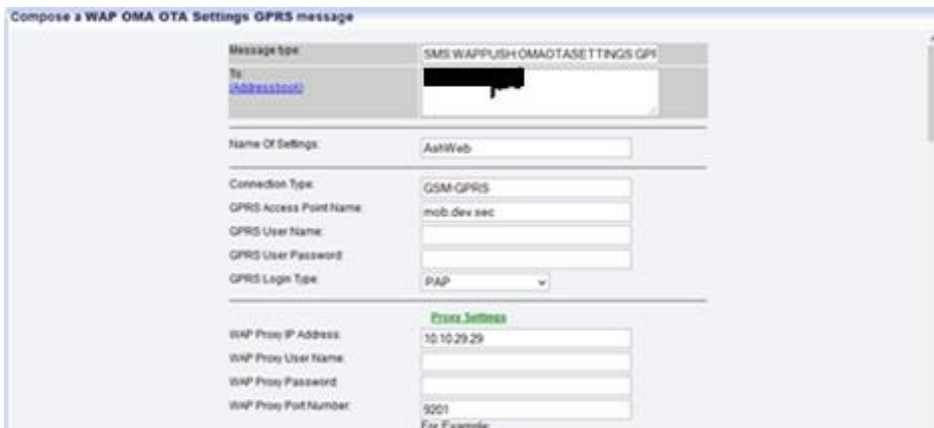 Compose a WAP OMA OTA Settings GPRS message
Message type: SMS:WAPPUSH:OMAOTASETTINGS:GPI
To:
(Addressbook)
Name Of Settings: AshWeb
Connection Type: GSM-GPRS
GPRS Access Point Name: mob.dev.sec
GPRS User Name:
GPRS User Password:
GPRS Login Type: PAP
Proxy Settings
WAP Proxy IP Address: 10.10.29.29
WAP Proxy User Name:
WAP Proxy Password:
WAP Proxy Port Number: 9201
For Example: